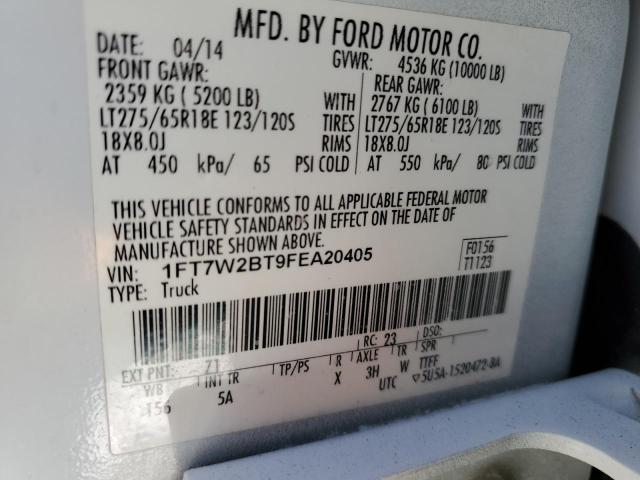 MFD. BY FORD MOTOR CO.
DATE: 04/14 GVWR: 4536 KG (10000 LB)
FRONT GAWR: REAR GAWR:
2359 KG ( 5200 LB) WITH 2767 KG ( 6100 LB) WITH
LT275/65R18E 123/120S TIRES LT275/65R18E 123/120S TIRES
18X8.0J RIMS 18X8.0J RIMS
AT 450 kPa/ 65 PSI COLD AT 550 kPa/ 80 PSI COLD
THIS VEHICLE CONFORMS TO ALL APPLICABLE FEDERAL MOTOR
VEHICLE SAFETY STANDARDS IN EFFECT ON THE DATE OF
MANUFACTURE SHOWN ABOVE.
VIN: 1FT7W2BT9FEA20405 F0156
TYPE: Truck T1123
RC: 23 DSO:
EXT PNT: 71 TP/PS R AXLE TR SPR
Y/B INT TR X 3H W TTFF
156 5A UTC ▽5U5A-1520472-BA